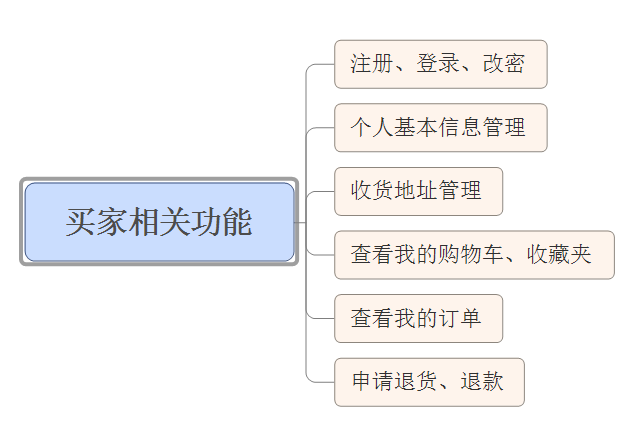 买家相关功能
注册、登录、改密
个人基本信息管理
收货地址管理
查看我的购物车、收藏夹
查看我的订单
申请退货、退款